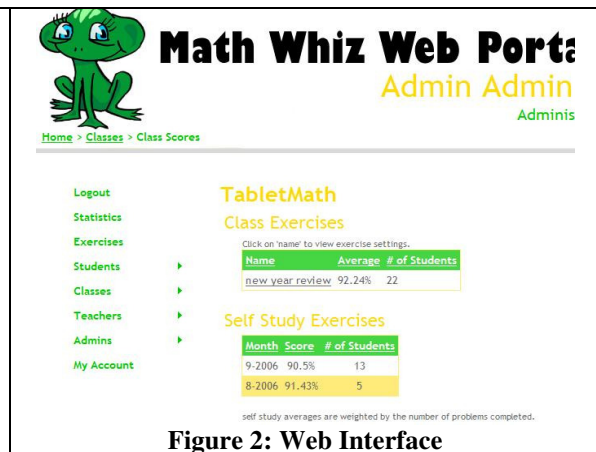 Math Whiz Web Porta
Admin Admin
Adminis
Home > Classes > Class Scores
Logout
Statistics
Exercises
Students
Classes
Teachers
Admins
My Account
TabletMath
Class Exercises
Click on 'name' to view exercise settings.
Name Average # of Students
new year review 92.24% 22
Self Study Exercises
Month Score # of Students
9-2006 90.5% 13
8-2006 91.43% 5
self study averages are weighted by the number of problems completed.
Figure 2: Web Interface